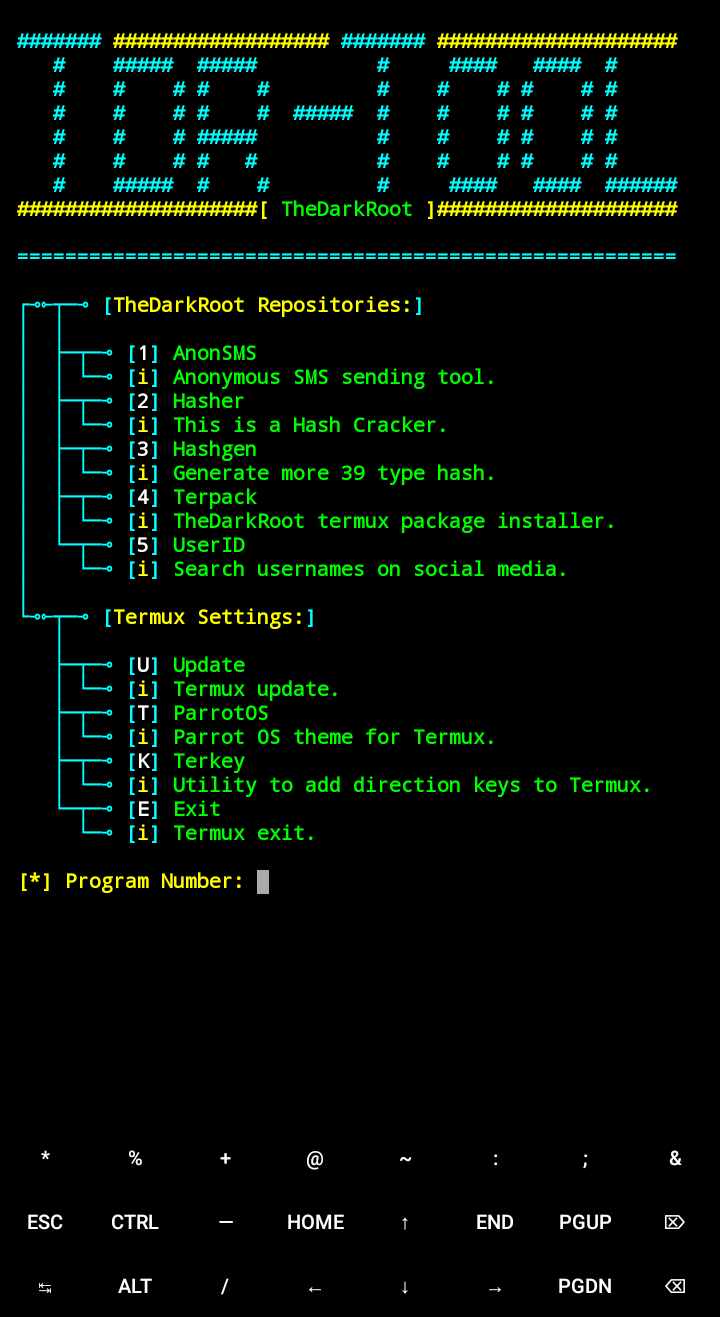 ####### ################## ####### ####################
   #    #####  #####          #     ####   ####  #
   #    #    # #    #         #    #    # #    # #
   #    #    # #    #  #####  #    #    # #    # #
   #    #    # #####          #    #    # #    # #
   #    #    # #   #          #    #    # #    # #
   #    #####  #    #         #     ####   ####  ######
####################[ TheDarkRoot ]####################
=======================================================
[TheDarkRoot Repositories:]
[1] AnonSMS
[i] Anonymous SMS sending tool.
[2] Hasher
[i] This is a Hash Cracker.
[3] Hashgen
[i] Generate more 39 type hash.
[4] Terpack
[i] TheDarkRoot termux package installer.
[5] UserID
[i] Search usernames on social media.
[Termux Settings:]
[U] Update
[i] Termux update.
[T] ParrotOS
[i] Parrot OS theme for Termux.
[K] Terkey
[i] Utility to add direction keys to Termux.
[E] Exit
[i] Termux exit.
[*] Program Number:
* % + @ ~ : ; &
ESC CTRL — HOME ↑ END PGUP ⌦
↹ ALT / ← ↓ → PGDN ⌫